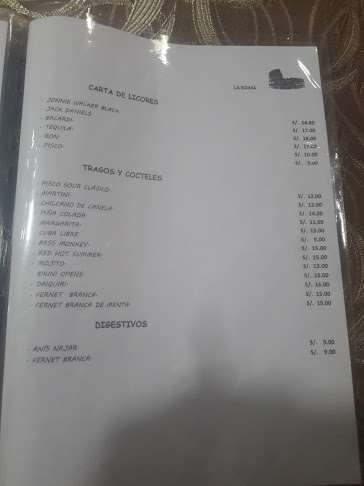 LA ROMA
CARTA DE LICORES
- JONNIE WALKER BLACK- S/. 14.00
- JACK DANIELS- S/. 17.00
- BACARDI- S/. 18.00
- TEQUILA- S/. 17.00
- RON- S/. 10.00
- PISCO- S/. 9.00
TRAGOS Y COCTELES
- PISCO SOUR CLÁSICO- S/. 12.00
- MARTINI- S/. 12.00
- CHILCANO DE CANELA- S/. 14.00
- PIÑA COLADA- S/. 11.00
- MARGARITA- S/. 15.00
- CUBA LIBRE- S/. 9.00
- BASS MONKEY- S/. 15.00
- RED HOT SUMMER- S/. 15.00
- MOJITO- S/. 13.00
- BIKINI OPENS- S/. 15.00
- DAIQUIRI- S/. 16.00
- FERNET BRANCA- S/. 15.00
- FERNET BRANCA DE MENTA- S/. 15.00
DIGESTIVOS
- ANÍS NAJAR- S/. 9.00
- FERNET BRANCA- S/. 9.00